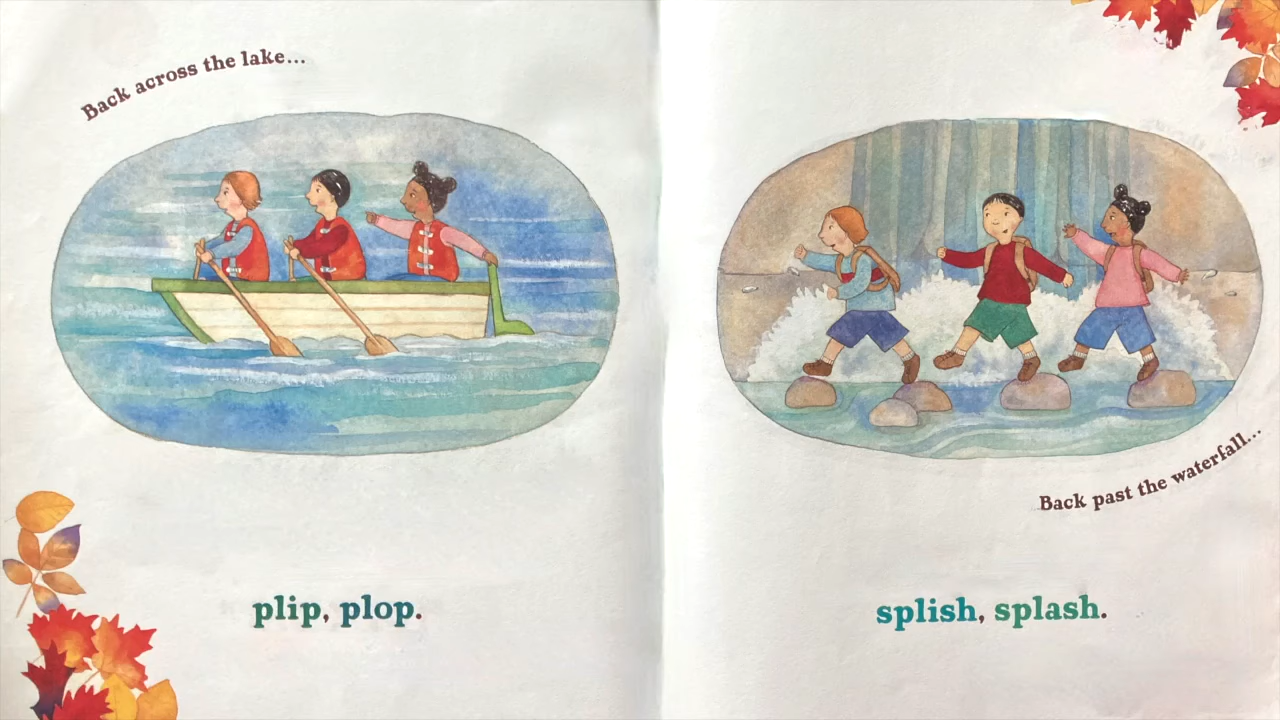 Back across the lake...
plip, plop.
Back past the waterfall...
splish, splash.